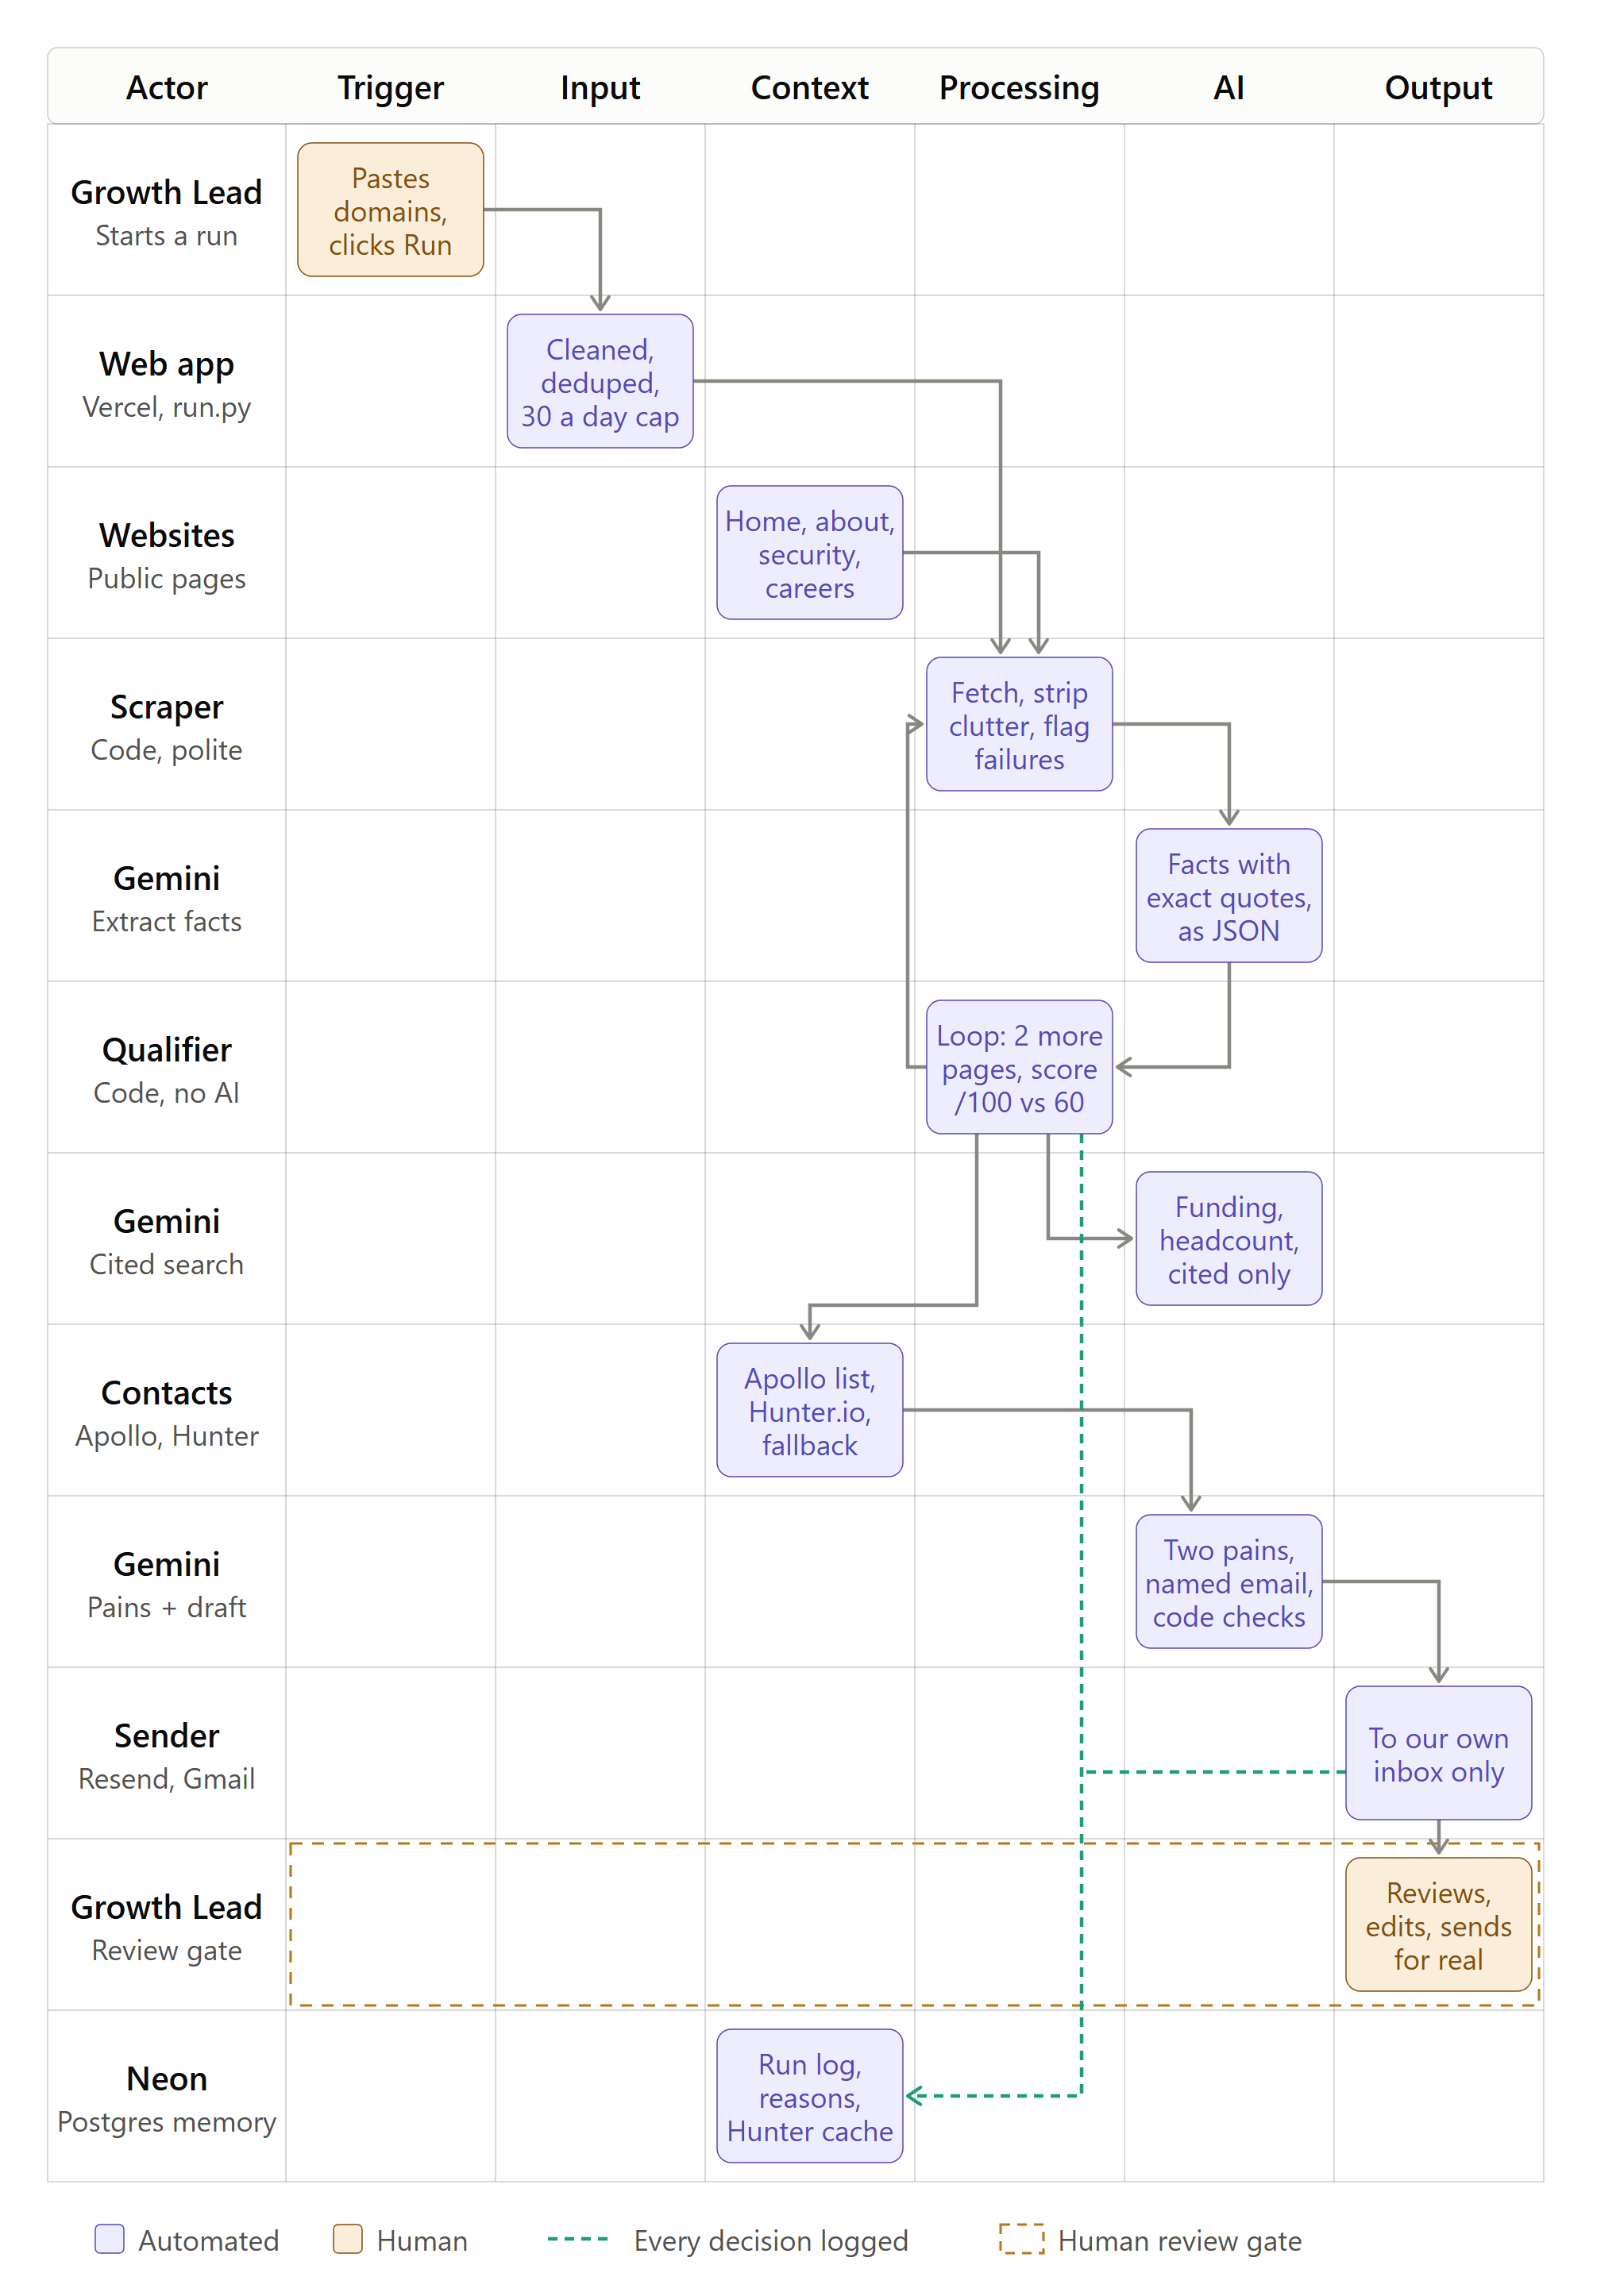 Actor
Trigger
Input
Context
Processing
AI
Output
Growth Lead
Starts a run
Pastes
domains,
clicks Run
Web app
Vercel, run.py
Cleaned,
deduped,
30 a day cap
Websites
Public pages
Home, about,
security,
careers
Scraper
Code, polite
Fetch, strip
clutter, flag
failures
Gemini
Extract facts
Facts with
exact quotes,
as JSON
Qualifier
Code, no AI
Loop: 2 more
pages, score
/100 vs 60
Gemini
Cited search
Funding,
headcount,
cited only
Contacts
Apollo, Hunter
Apollo list,
Hunter.io,
fallback
Gemini
Pains + draft
Two pains,
named email,
code checks
Sender
Resend, Gmail
To our own
inbox only
Growth Lead
Review gate
Reviews,
edits, sends
for real
Neon
Postgres memory
Run log,
reasons,
Hunter cache
Automated
Human
Every decision logged
Human review gate